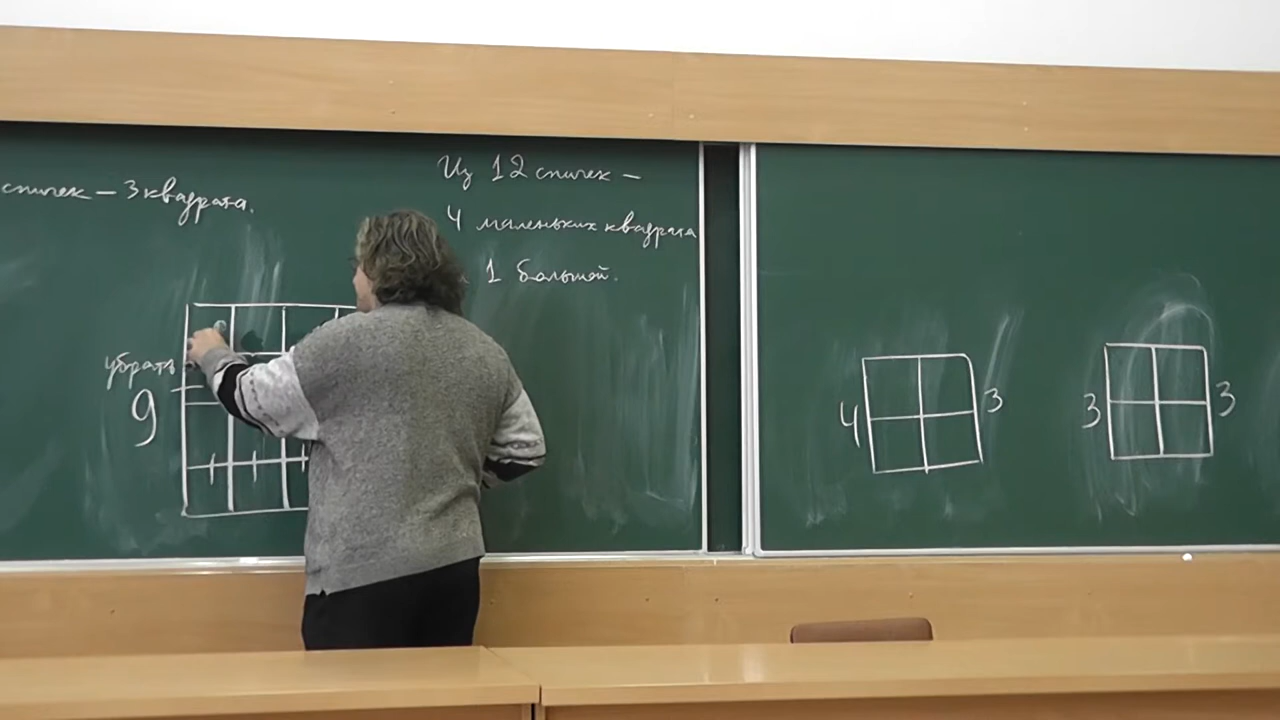 спичек – 3 квадрата.
Из 12 спичек –
4 маленьких квадрата
1 большой.
убрать
9
4
3
3
3